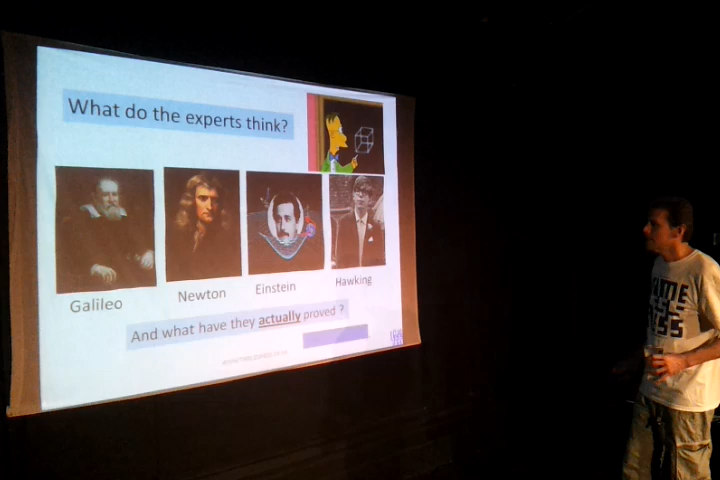 What do the experts think?
Galileo
Newton
Einstein
Hawking
And what have they actually proved ?